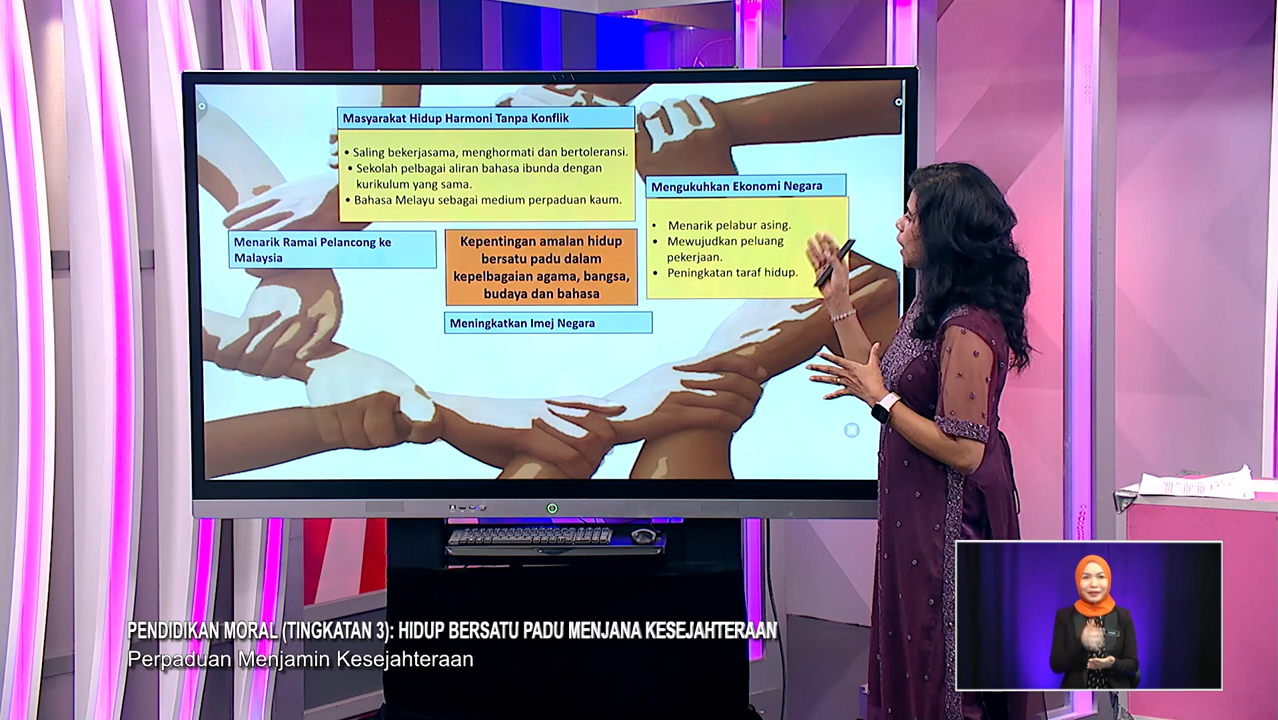 Masyarakat Hidup Harmoni Tanpa Konflik
• Saling bekerjasama, menghormati dan bertoleransi.
• Sekolah pelbagai aliran bahasa ibunda dengan
kurikulum yang sama.
• Bahasa Melayu sebagai medium perpaduan kaum.
Mengukuhkan Ekonomi Negara
• Menarik pelabur asing.
• Mewujudkan peluang
pekerjaan.
• Peningkatan taraf hidup.
Menarik Ramai Pelancong ke
Malaysia
Kepentingan amalan hidup
bersatu padu dalam
kepelbagaian agama, bangsa,
budaya dan bahasa
Meningkatkan Imej Negara
PENDIDIKAN MORAL (TINGKATAN 3): HIDUP BERSATU PADU MENJANA KESEJAHTERAAN
Perpaduan Menjamin Kesejahteraan